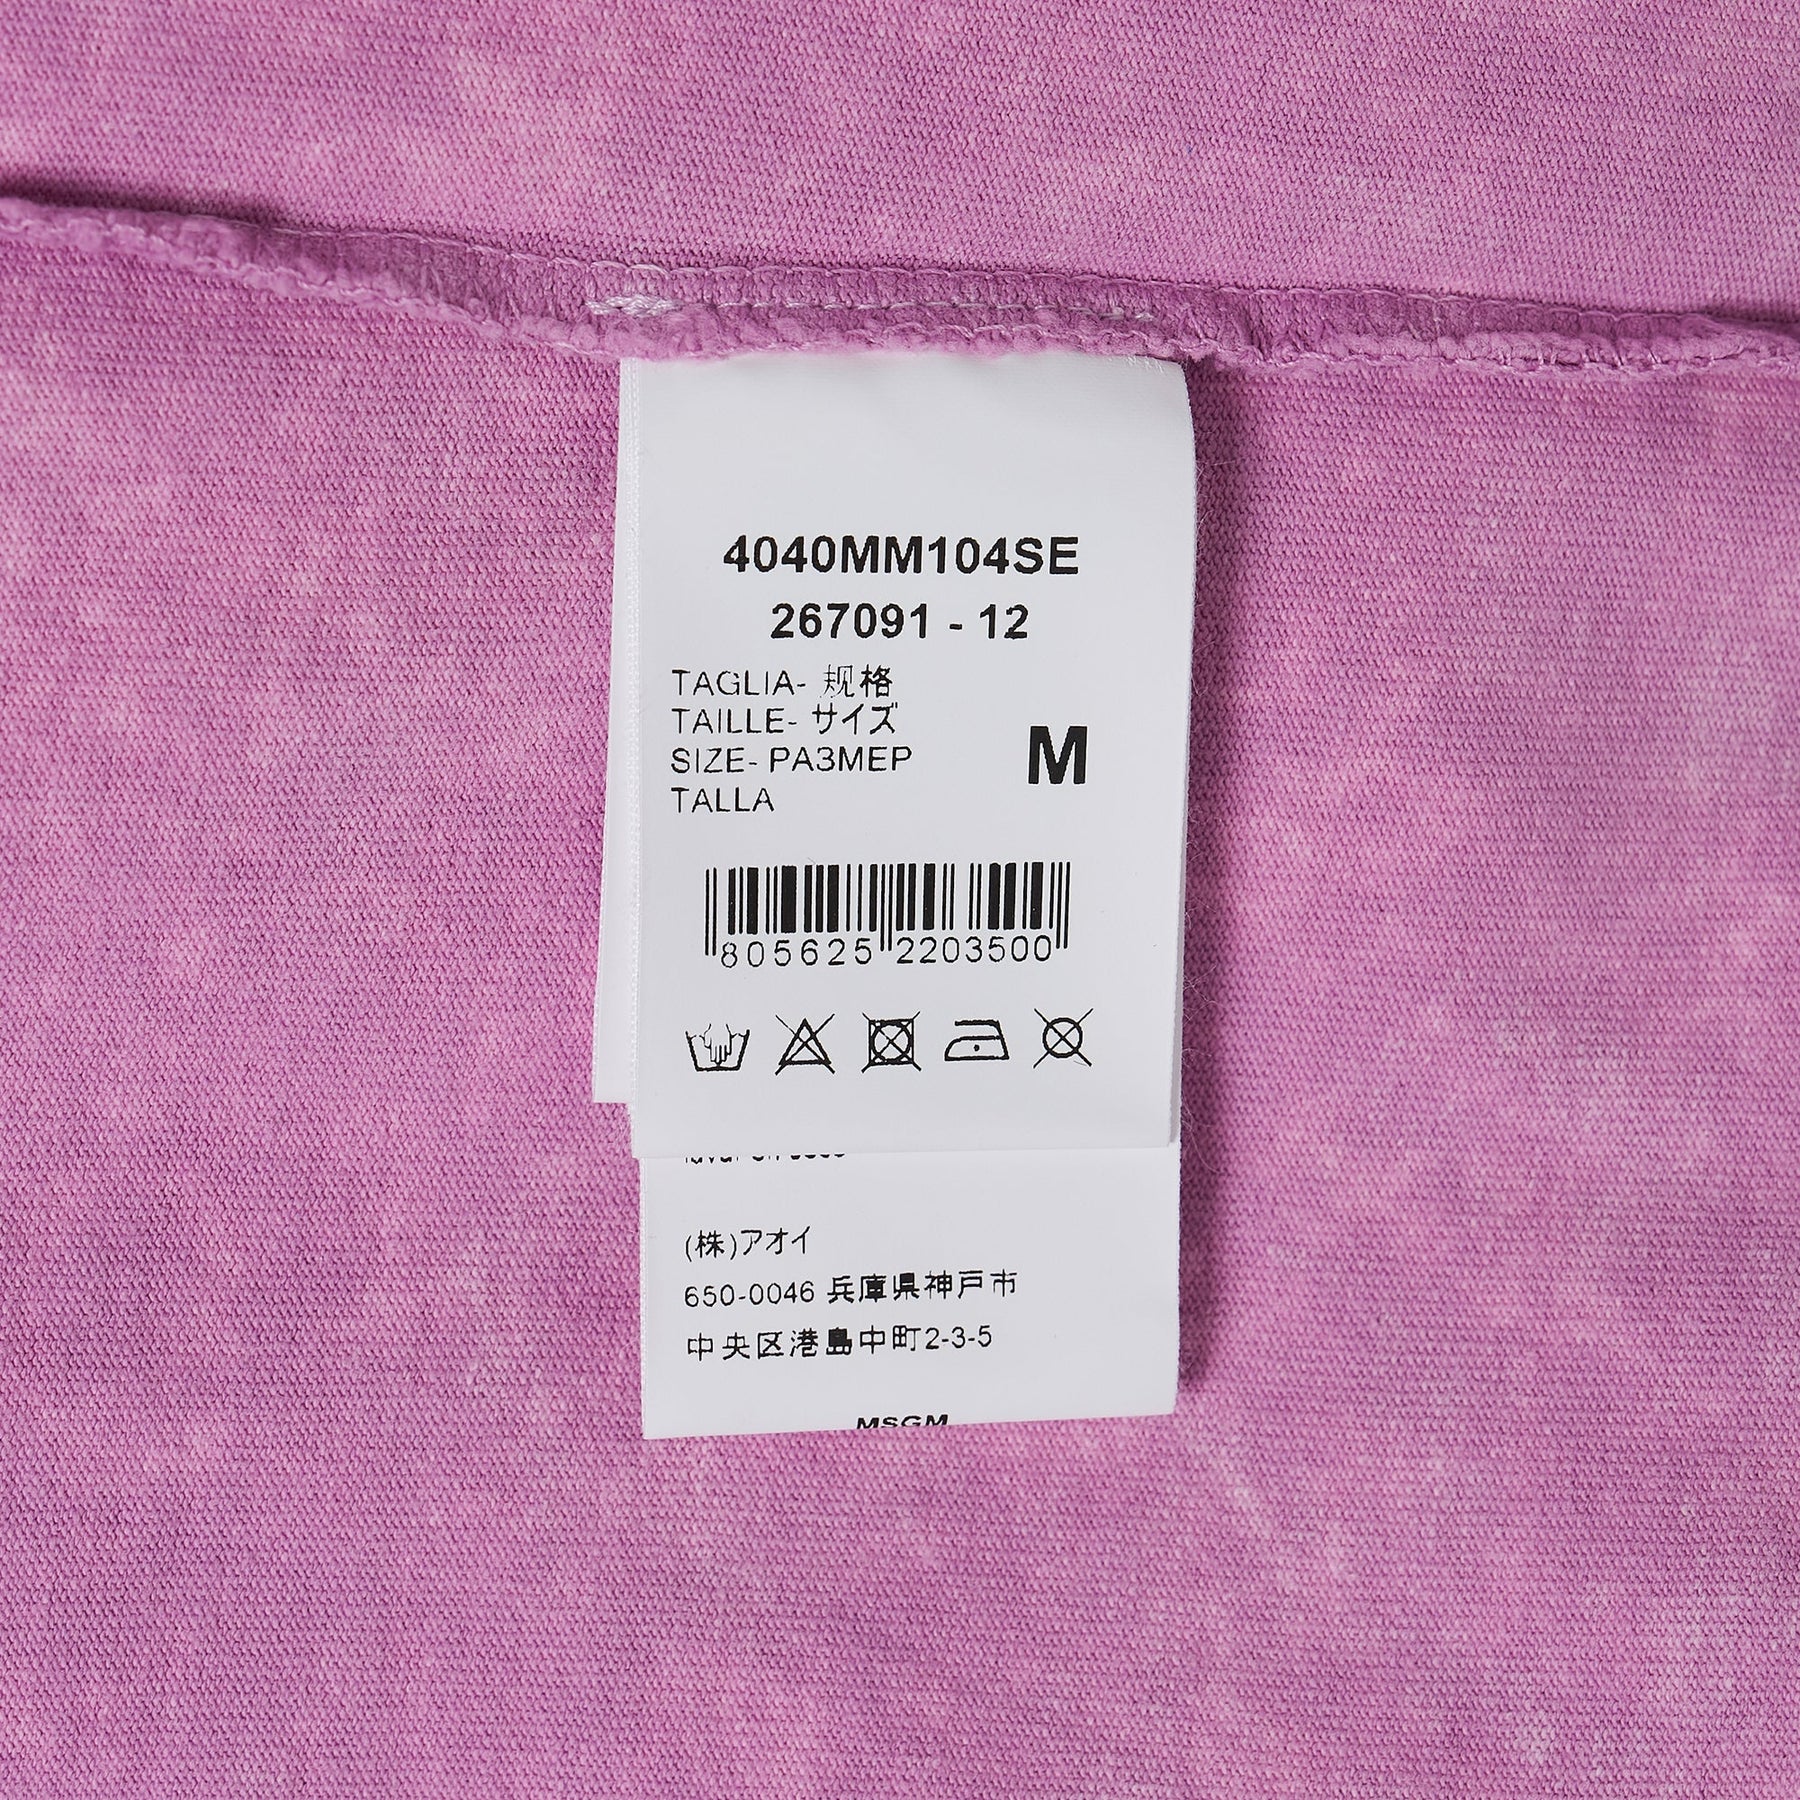 4040MM104SE
267091 - 12
TAGLIA- 规格
TAILLE- サイズ
SIZE- РАЗМЕР
TALLA
M
805625 2203500
(株)アオイ
650-0046 兵庫県神戸市
中央区港島中町2-3-5
MSGM